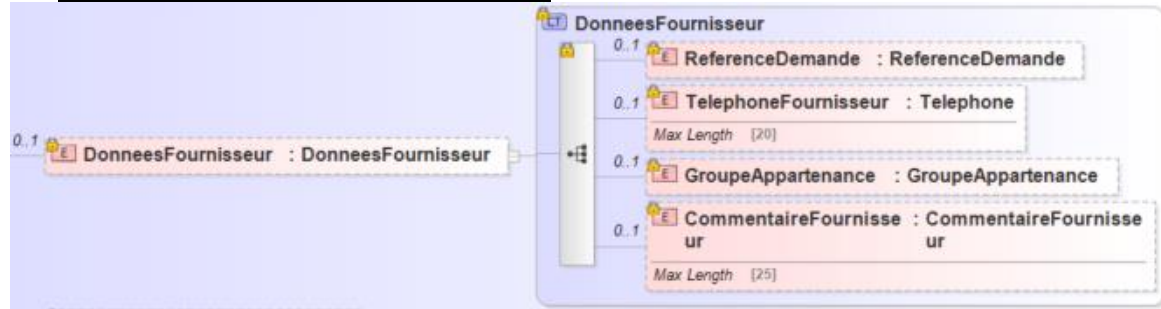 CT DonneesFournisseur
0..1 E ReferenceDemande : ReferenceDemande
0..1 E TelephoneFournisseur : Telephone
Max Length [20]
0..1 E DonneesFournisseur : DonneesFournisseur
0..1 E GroupeAppartenance : GroupeAppartenance
0..1 E CommentaireFournisse : CommentaireFournisse
ur ur
Max Length [25]